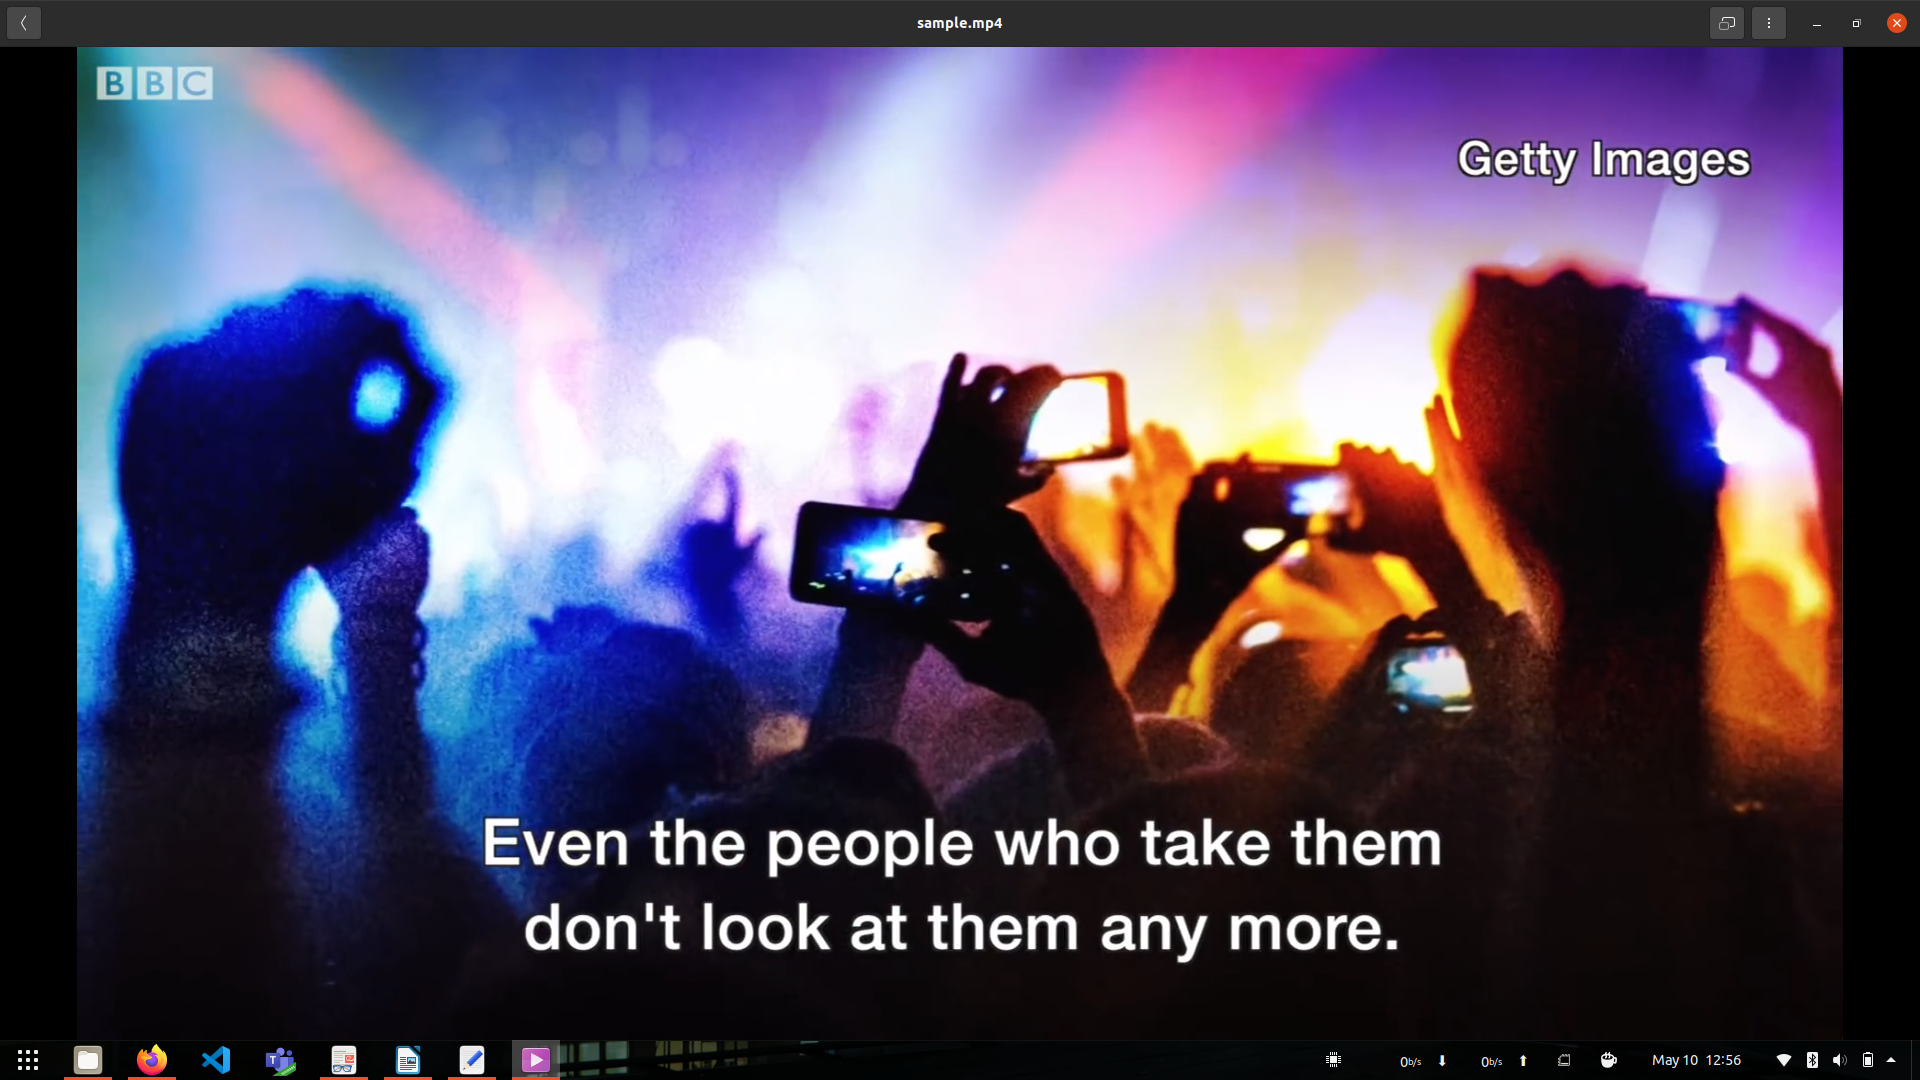 sample.mp4
BBC
Getty Images
Even the people who take them
don't look at them any more.
0b/s
0b/s
May 10 12:56